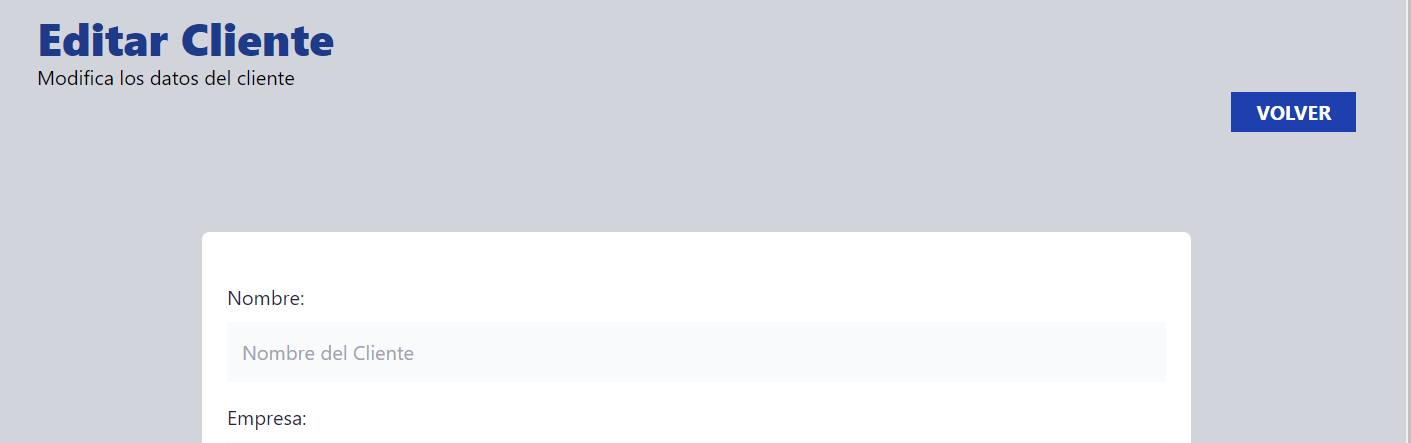 Editar Cliente
Modifica los datos del cliente
VOLVER
Nombre:
Nombre del Cliente
Empresa: